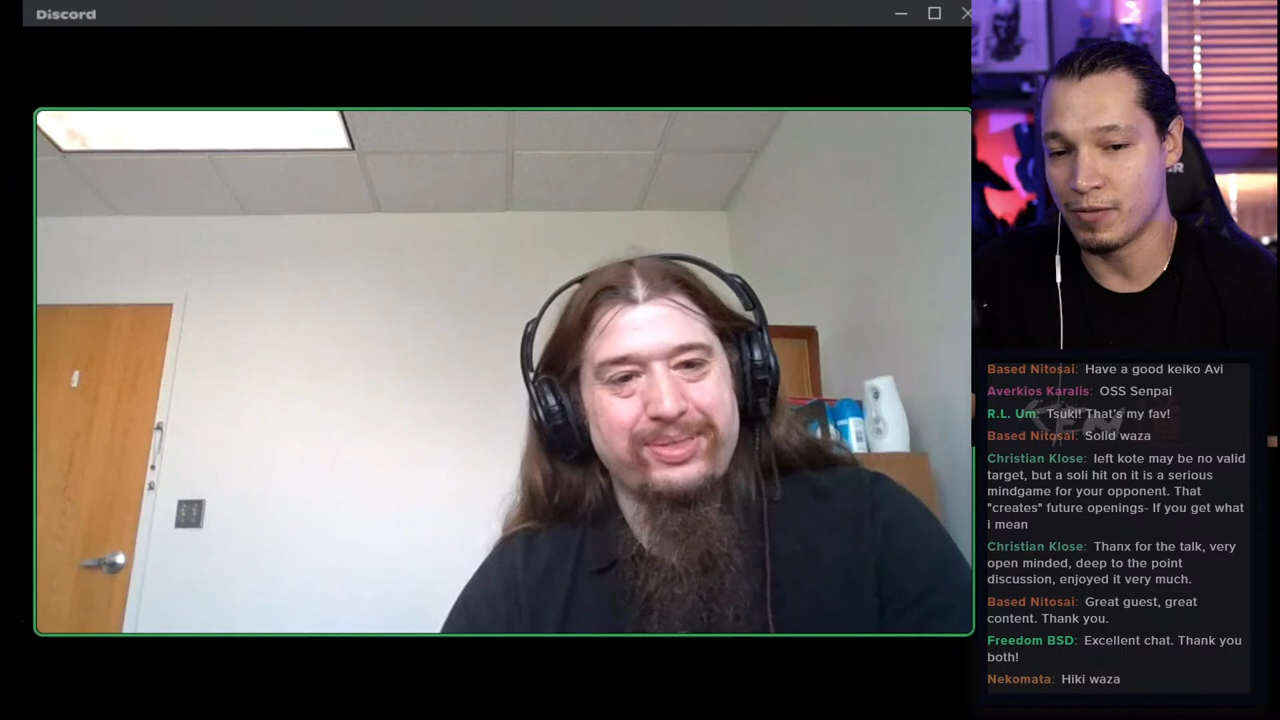 Discord
Based Nitosai: Have a good keiko Avi
Averkios Karalis: OSS Senpai
R.L. Um: Tsuki! That's my fav!
Based Nitosai: Solid waza
Christian Klose: left kote may be no valid
target, but a soli hit on it is a serious
mindgame for your opponent. That
"creates" future openings- If you get what
i mean
Christian Klose: Thanx for the talk, very
open minded, deep to the point
discussion, enjoyed it very much.
Based Nitosai: Great guest, great
content. Thank you.
Freedom BSD: Excellent chat. Thank you
both!
Nekomata: Hiki waza